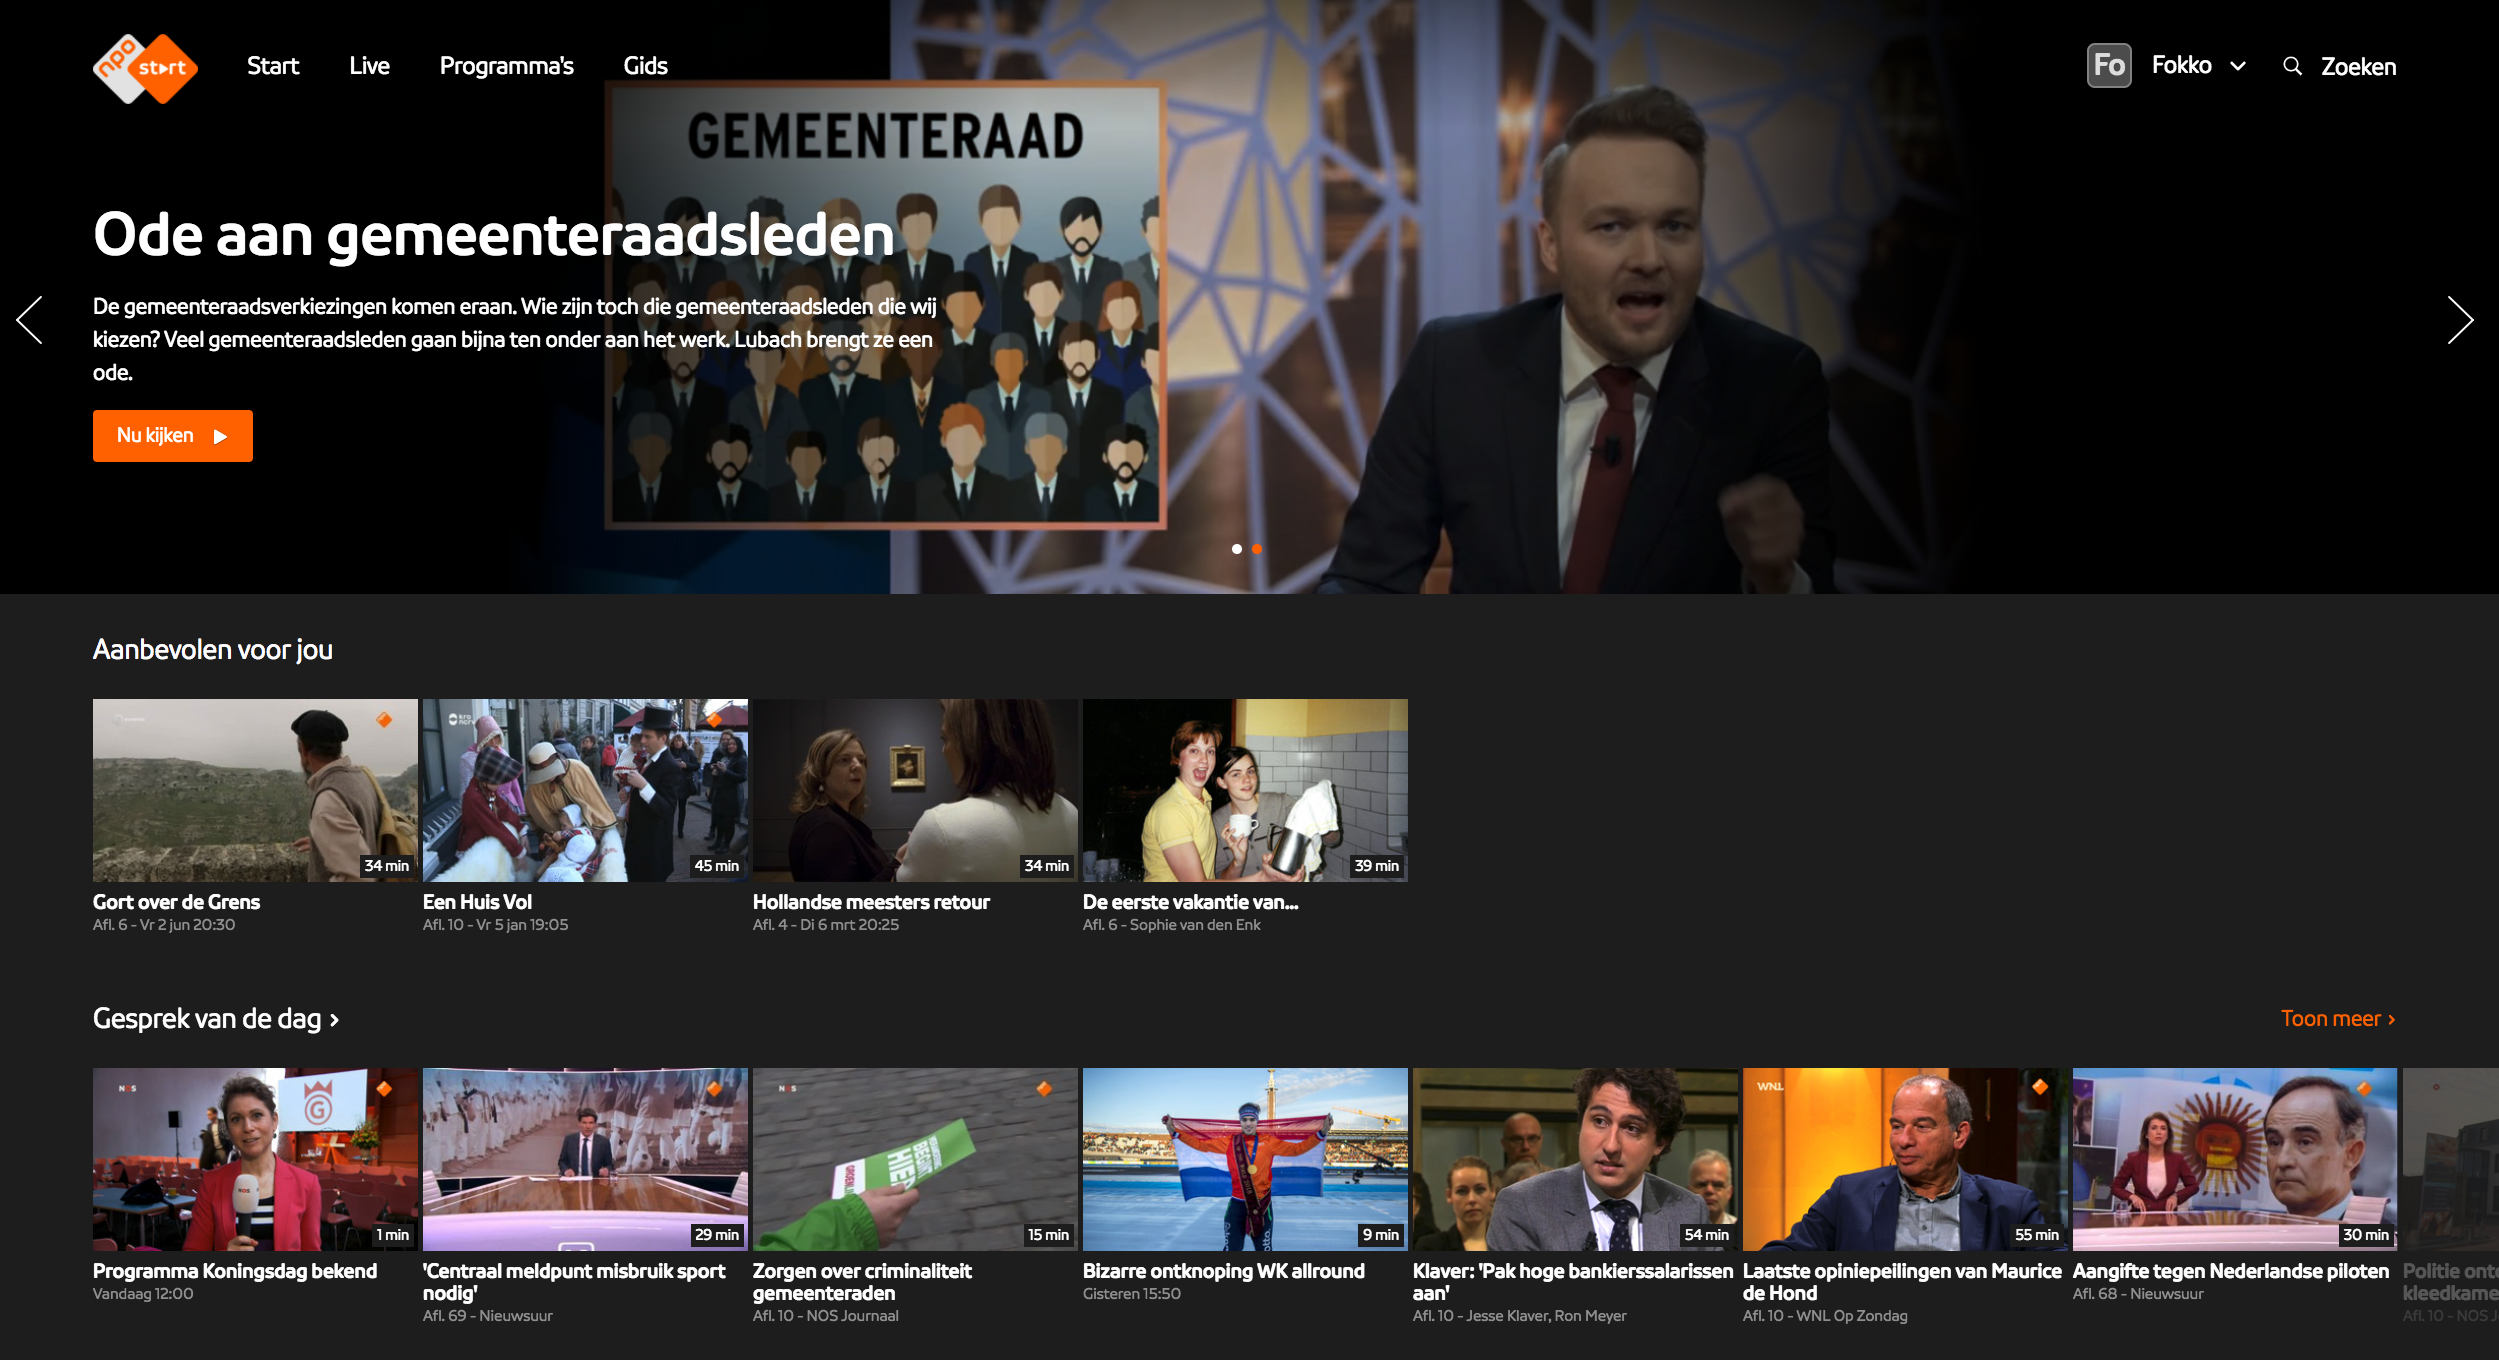 npo
start
Start
Live
Programma's
Gids
Fo
Fokko
Zoeken
GEMEENTERAAD
Ode aan gemeenteraadsleden
De gemeenteraadsverkiezingen komen eraan. Wie zijn toch die gemeenteraadsleden die wij
kiezen? Veel gemeenteraadsleden gaan bijna ten onder aan het werk. Lubach brengt ze een
ode.
Nu kijken
Aanbevolen voor jou
kro
ncrv
34 min
45 min
34 min
39 min
Gort over de Grens
Afl. 6 - Vr 2 jun 20:30
Een Huis Vol
Afl. 10 - Vr 5 jan 19:05
Hollandse meesters retour
Afl. 4 - Di 6 mrt 20:25
De eerste vakantie van...
Afl. 6 - Sophie van den Enk
Gesprek van de dag ›
Toon meer ›
NOS
G
NOS
1 min
29 min
NOS
HIER
15 min
9 min
54 min
WNL
55 min
30 min
Programma Koningsdag bekend
Vandaag 12:00
'Centraal meldpunt misbruik sport
nodig'
Afl. 69 - Nieuwsuur
Zorgen over criminaliteit
gemeenteraden
Afl. 10 - NOS Journaal
Bizarre ontknoping WK allround
Gisteren 15:50
Klaver: 'Pak hoge bankierssalarissen
aan'
Afl. 10 - Jesse Klaver, Ron Meyer
Laatste opiniepeilingen van Maurice
de Hond
Afl. 10 - WNL Op Zondag
Aangifte tegen Nederlandse piloten
Afl. 68 - Nieuwsuur
Politie ont
kleedkame
Afl. 10 - NOS J